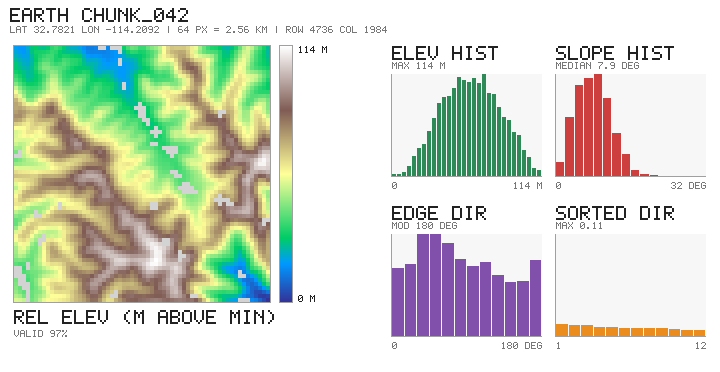 EARTH CHUNK_042
LAT 32.7821 LON -114.2092 | 64 PX = 2.56 KM | ROW 4736 COL 1984
114 M
0 M
REL ELEV (M ABOVE MIN)
VALID 97%
ELEV HIST
MAX 114 M
0 114 M
SLOPE HIST
MEDIAN 7.9 DEG
0 32 DEG
EDGE DIR
MOD 180 DEG
0 180 DEG
SORTED DIR
MAX 0.11
1 12